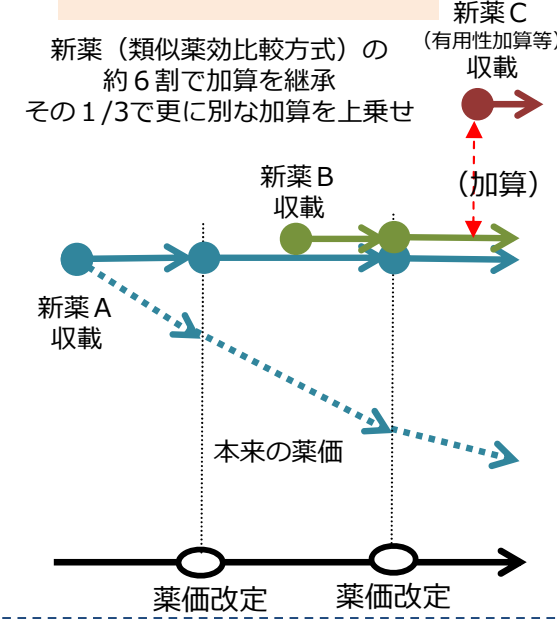 新薬Ｃ
（有用性加算等）
収載
新薬（類似薬効比較方式）の
約６割で加算を継承
その１/3で更に別な加算を上乗せ
（加算）
新薬Ｂ
収載
新薬Ａ
収載
本来の薬価
薬価改定
薬価改定